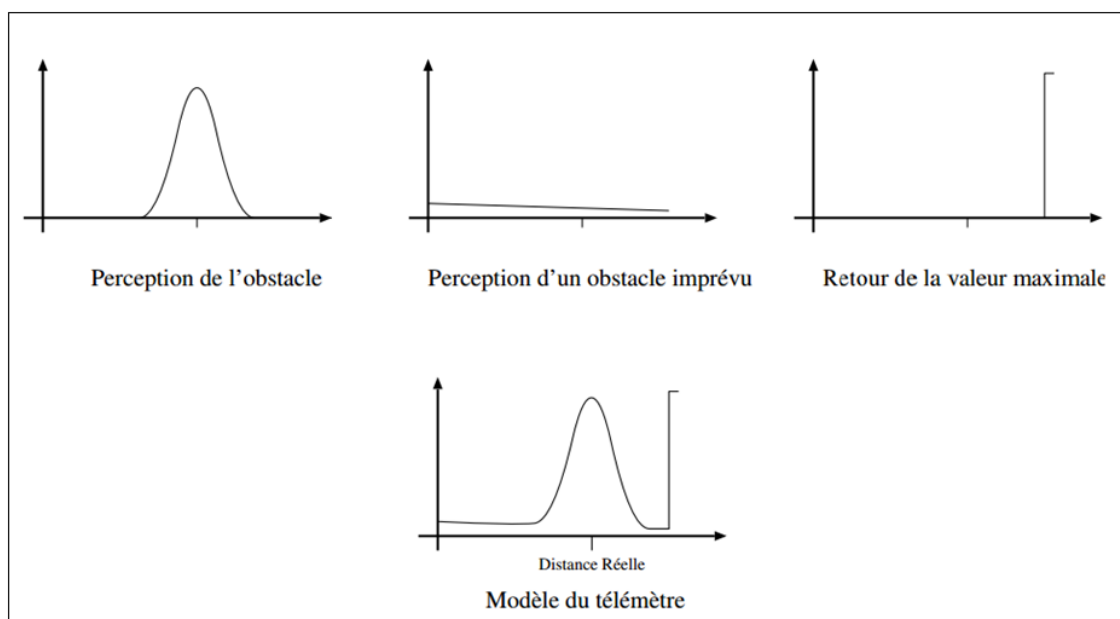 Perception de l'obstacle
Perception d'un obstacle imprévu
Retour de la valeur maximale
Distance Réelle
Modèle du télémètre